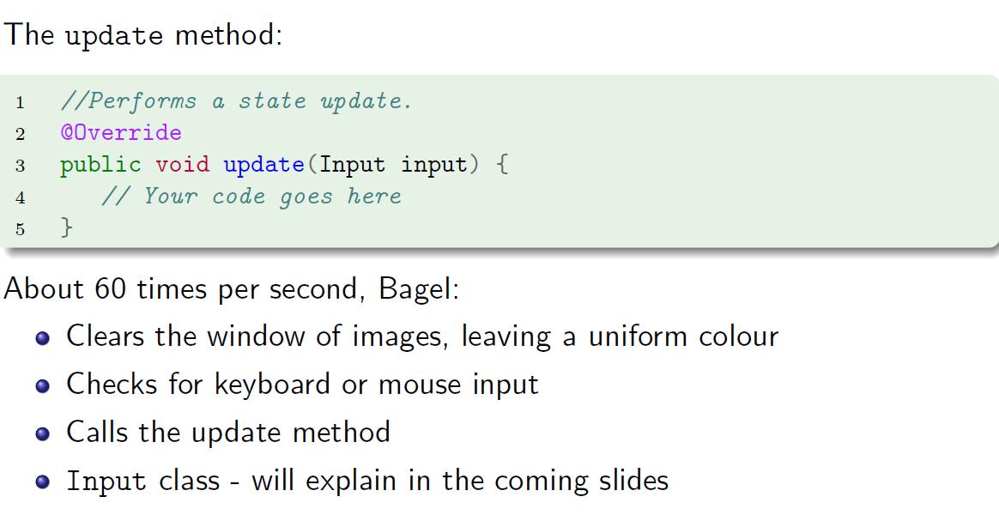 The update method:
1 //Performs a state update.
2 @Override
3 public void update(Input input) {
4 // Your code goes here
5 }
About 60 times per second, Bagel:
Clears the window of images, leaving a uniform colour
Checks for keyboard or mouse input
Calls the update method
Input class - will explain in the coming slides